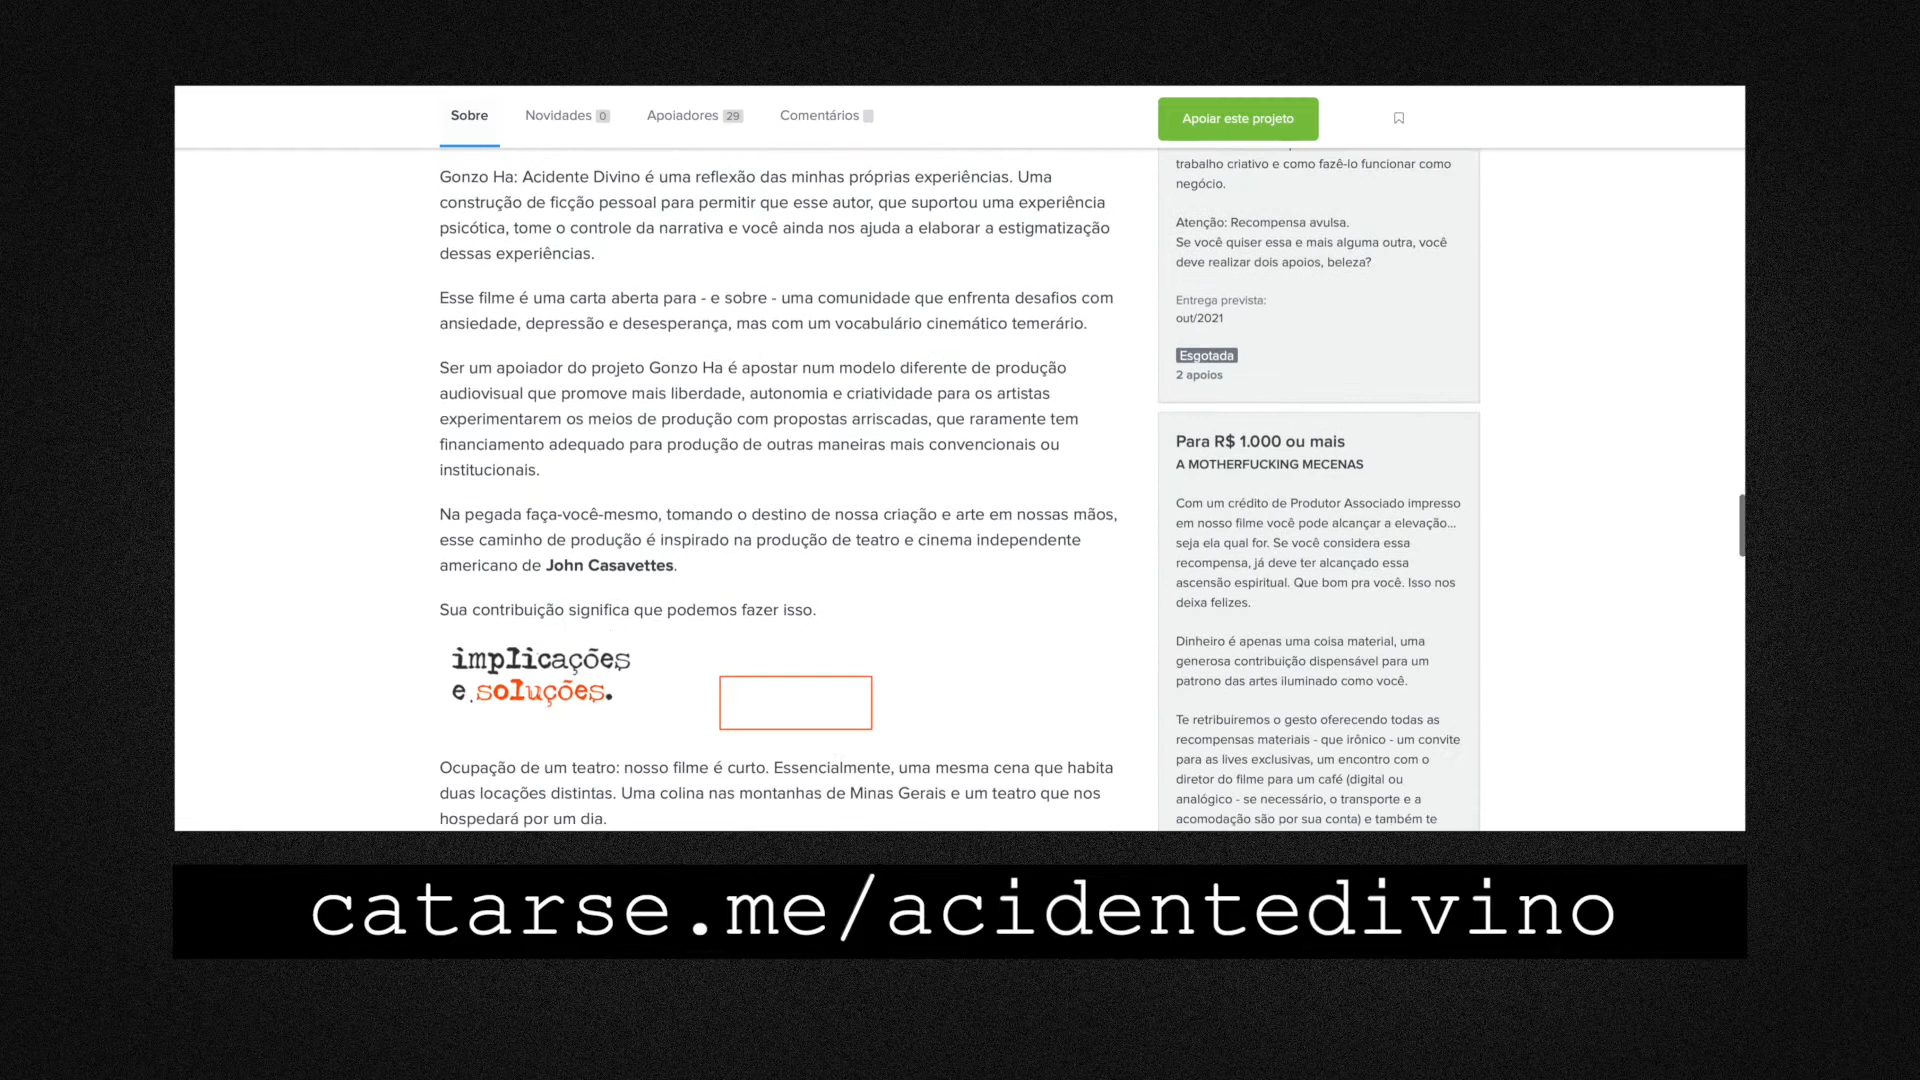 Sobre Novidades 0 Apoiadores 29 Comentários
Apoiar este projeto
Gonzo Ha: Acidente Divino é uma reflexão das minhas próprias experiências. Uma
construção de ficção pessoal para permitir que esse autor, que suportou uma experiência
psicótica, tome o controle da narrativa e você ainda nos ajuda a elaborar a estigmatização
dessas experiências.
Esse filme é uma carta aberta para - e sobre - uma comunidade que enfrenta desafios com
ansiedade, depressão e desesperança, mas com um vocabulário cinemático temerário.
Ser um apoiador do projeto Gonzo Ha é apostar num modelo diferente de produção
audiovisual que promove mais liberdade, autonomia e criatividade para os artistas
experimentarem os meios de produção com propostas arriscadas, que raramente tem
financiamento adequado para produção de outras maneiras mais convencionais ou
institucionais.
Na pegada faça-você-mesmo, tomando o destino de nossa criação e arte em nossas mãos,
esse caminho de produção é inspirado na produção de teatro e cinema independente
americano de John Casavettes.
Sua contribuição significa que podemos fazer isso.
implicações
e soluções.
Ocupação de um teatro: nosso filme é curto. Essencialmente, uma mesma cena que habita
duas locações distintas. Uma colina nas montanhas de Minas Gerais e um teatro que nos
hospedará por um dia.
trabalho criativo e como fazê-lo funcionar como
negócio.
Atenção: Recompensa avulsa.
Se você quiser essa e mais alguma outra, você
deve realizar dois apoios, beleza?
Entrega prevista:
out/2021
Esgotada
2 apoios
Para R$ 1.000 ou mais
A MOTHERFUCKING MECENAS
Com um crédito de Produtor Associado impresso
em nosso filme você pode alcançar a elevação...
seja ela qual for. Se você considera essa
recompensa, já deve ter alcançado essa
ascensão espiritual. Que bom pra você. Isso nos
deixa felizes.
Dinheiro é apenas uma coisa material, uma
generosa contribuição dispensável para um
patrono das artes iluminado como você.
Te retribuiremos o gesto oferecendo todas as
recompensas materiais - que irônico - um convite
para as lives exclusivas, um encontro com o
diretor do filme para um café (digital ou
analógico - se necessário, o transporte e a
acomodação são por sua conta) e também te
catarse.me/acidentedivino